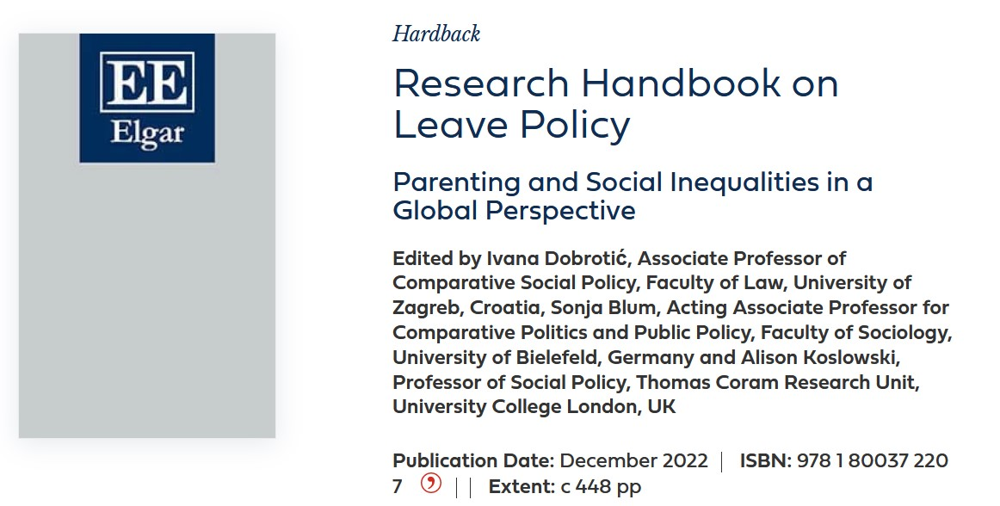 EE
Elgar
Hardback
Research Handbook on
Leave Policy
Parenting and Social Inequalities in a
Global Perspective
Edited by Ivana Dobrotić, Associate Professor of
Comparative Social Policy, Faculty of Law, University of
Zagreb, Croatia, Sonja Blum, Acting Associate Professor for
Comparative Politics and Public Policy, Faculty of Sociology,
University of Bielefeld, Germany and Alison Koslowski,
Professor of Social Policy, Thomas Coram Research Unit,
University College London, UK
Publication Date: December 2022 | ISBN: 978 1 80037 220
7 | | Extent: c 448 pp